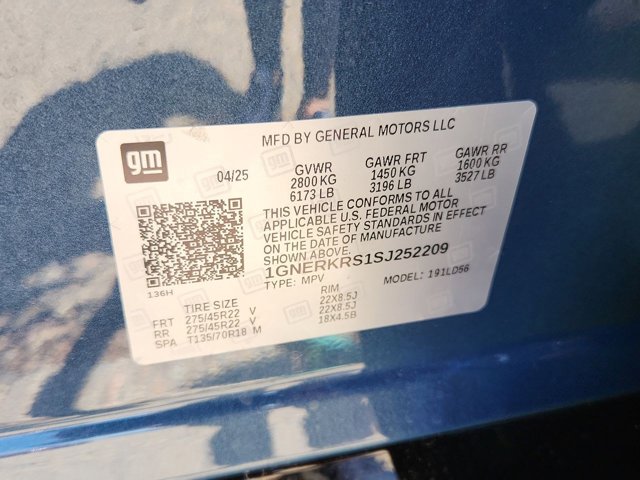 MFD BY GENERAL MOTORS LLC
gm
04/25
GVWR GAWR FRT GAWR RR
2800 KG 1450 KG 1600 KG
6173 LB 3196 LB 3527 LB
THIS VEHICLE CONFORMS TO ALL
APPLICABLE U.S. FEDERAL MOTOR
VEHICLE SAFETY STANDARDS IN EFFECT
ON THE DATE OF MANUFACTURE
SHOWN ABOVE.
1GNERKRS1SJ252209
TYPE: MPV MODEL: 191LD56
136H
TIRE SIZE RIM
FRT 275/45R22 V 22X8.5J
RR 275/45R22 V 22X8.5J
SPA T135/70R18 M 18X4.5B